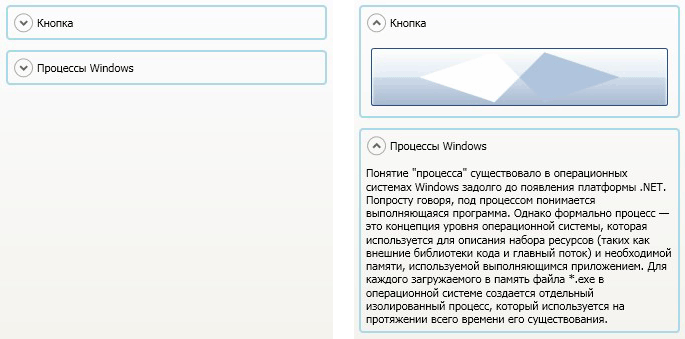 Кнопка
Процессы Windows
Кнопка
Процессы Windows
Понятие "процесса" существовало в операционных
системах Windows задолго до появления платформы .NET.
Попросту говоря, под процессом понимается
выполняющаяся программа. Однако формально процесс —
это концепция уровня операционной системы, которая
используется для описания набора ресурсов (таких как
внешние библиотеки кода и главный поток) и необходимой
памяти, используемой выполняющимся приложением. Для
каждого загружаемого в память файла *.exe в
операционной системе создается отдельный
изолированный процесс, который используется на
протяжении всего времени его существования.